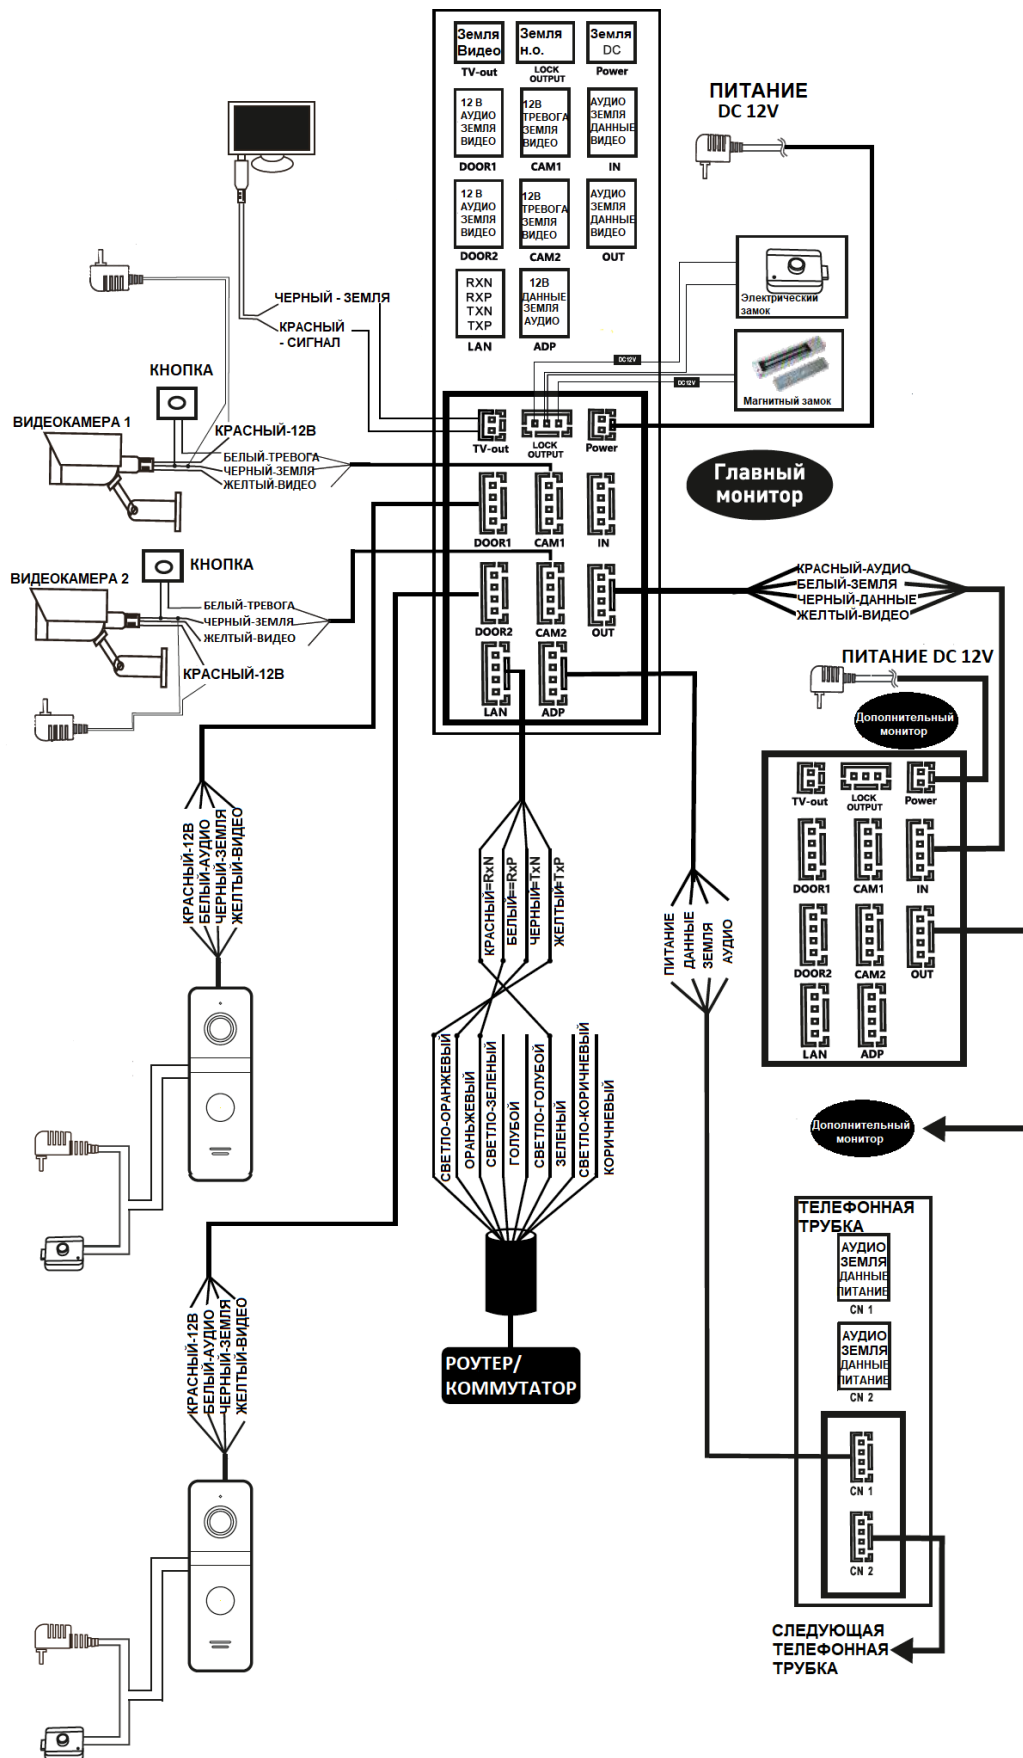 Земля
Видео
TV-out
Земля
н.о.
LOCK
OUTPUT
Земля
DC
Power
12 В
АУДИО
ЗЕМЛЯ
ВИДЕО
DOOR1
12В
ТРЕВОГА
ЗЕМЛЯ
ВИДЕО
CAM1
АУДИО
ЗЕМЛЯ
ДАННЫЕ
ВИДЕО
IN
12 В
АУДИО
ЗЕМЛЯ
ВИДЕО
DOOR2
12В
ТРЕВОГА
ЗЕМЛЯ
ВИДЕО
CAM2
АУДИО
ЗЕМЛЯ
ДАННЫЕ
ВИДЕО
OUT
RXN
RXP
TXN
TXP
LAN
12В
ДАННЫЕ
ЗЕМЛЯ
АУДИО
ADP
ПИТАНИЕ
DC 12V
Электрический
замок
Магнитный замок
DC12V
DC12V
ЧЕРНЫЙ - ЗЕМЛЯ
КРАСНЫЙ
- СИГНАЛ
КНОПКА
ВИДЕОКАМЕРА 1
КРАСНЫЙ-12В
БЕЛЫЙ-ТРЕВОГА
ЧЕРНЫЙ-ЗЕМЛЯ
ЖЕЛТЫЙ-ВИДЕО
КНОПКА
ВИДЕОКАМЕРА 2
БЕЛЫЙ-ТРЕВОГА
ЧЕРНЫЙ-ЗЕМЛЯ
ЖЕЛТЫЙ-ВИДЕО
КРАСНЫЙ-12В
TV-out
LOCK
OUTPUT
Power
DOOR1
CAM1
IN
DOOR2
CAM2
OUT
LAN
ADP
Главный
монитор
КРАСНЫЙ-АУДИО
БЕЛЫЙ-ЗЕМЛЯ
ЧЕРНЫЙ-ДАННЫЕ
ЖЕЛТЫЙ-ВИДЕО
ПИТАНИЕ DC 12V
Дополнительный
монитор
TV-out
LOCK
OUTPUT
Power
DOOR1
CAM1
IN
DOOR2
CAM2
OUT
LAN
ADP
Дополнительный
монитор
КРАСНЫЙ-12В
БЕЛЫЙ-АУДИО
ЧЕРНЫЙ-ЗЕМЛЯ
ЖЕЛТЫЙ-ВИДЕО
КРАСНЫЙ=RxN
БЕЛЫЙ==RxP
ЧЕРНЫЙ=TxN
ЖЕЛТЫЙ=TxP
ПИТАНИЕ
ДАННЫЕ
ЗЕМЛЯ
АУДИО
СВЕТЛО-ОРАНЖЕВЫЙ
ОРАНЬЖЕВЫЙ
СВЕТЛО-ЗЕЛЕНЫЙ
ГОЛУБОЙ
СВЕТЛО-ГОЛУБОЙ
ЗЕЛЕНЫЙ
СВЕТЛО-КОРИЧНЕВЫЙ
КОРИЧНЕВЫЙ
РОУТЕР/
КОММУТАТОР
КРАСНЫЙ-12В
БЕЛЫЙ-АУДИО
ЧЕРНЫЙ-ЗЕМЛЯ
ЖЕЛТЫЙ-ВИДЕО
ТЕЛЕФОННАЯ
ТРУБКА
АУДИО
ЗЕМЛЯ
ДАННЫЕ
ПИТАНИЕ
CN 1
АУДИО
ЗЕМЛЯ
ДАННЫЕ
ПИТАНИЕ
CN 2
CN 1
CN 2
СЛЕДУЮЩАЯ
ТЕЛЕФОННАЯ
ТРУБКА